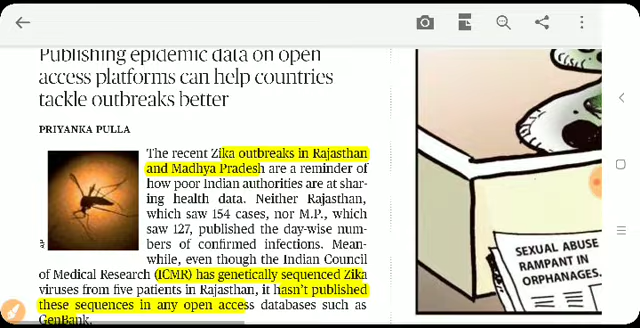 Publishing epidemic data on open
access platforms can help countries
tackle outbreaks better
PRIYANKA PULLA
The recent Zika outbreaks in Rajasthan
and Madhya Pradesh are a reminder of
how poor Indian authorities are at shar-
ing health data. Neither Rajasthan,
which saw 154 cases, nor M.P., which
saw 127, published the day-wise num-
bers of confirmed infections. Mean-
while, even though the Indian Council
of Medical Research (ICMR) has genetically sequenced Zika
viruses from five patients in Rajasthan, it hasn't published
these sequences in any open access databases such as
GenBank.
SEXUAL ABUSE
RAMPANT IN
ORPHANAGES.